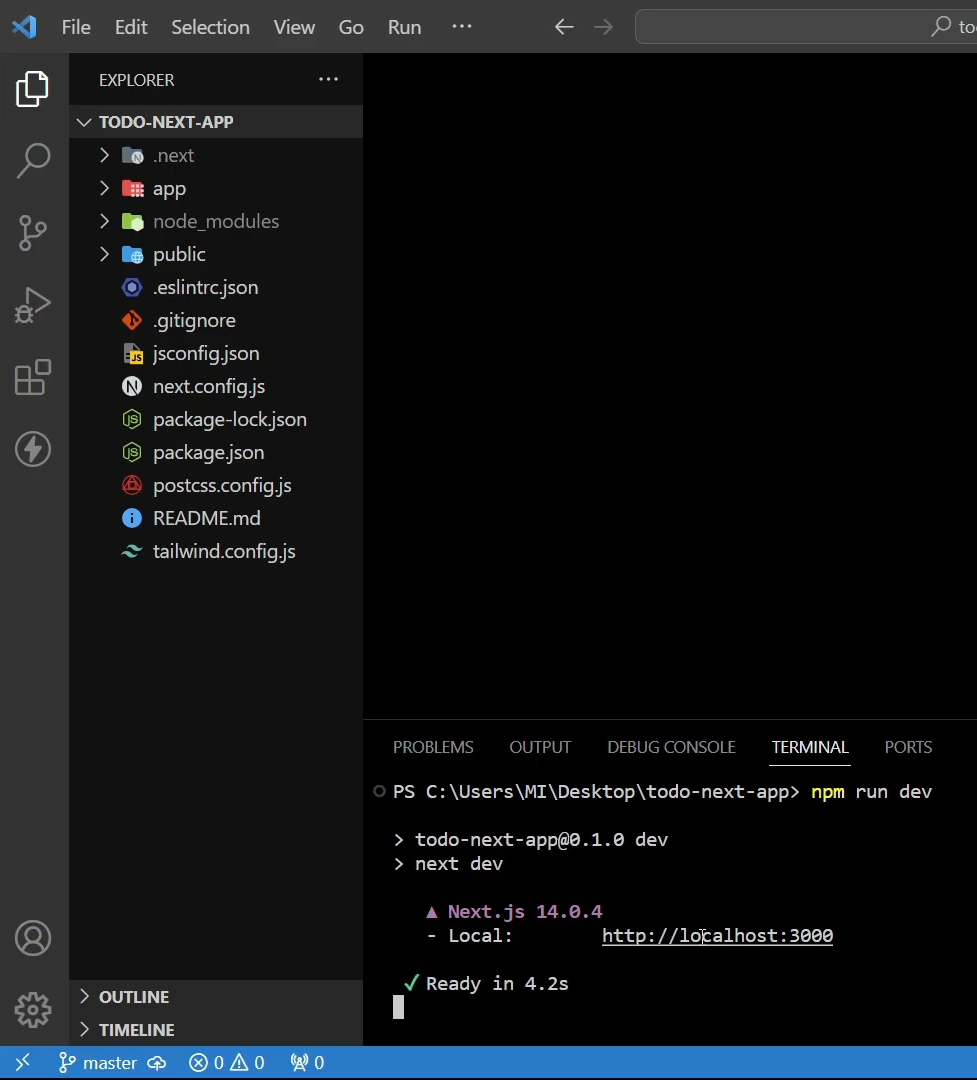 File Edit Selection View Go Run ···
EXPLORER ···
TODO-NEXT-APP
.next
app
node_modules
public
.eslintrc.json
.gitignore
jsconfig.json
next.config.js
package-lock.json
package.json
postcss.config.js
README.md
tailwind.config.js
OUTLINE
TIMELINE
PROBLEMS OUTPUT DEBUG CONSOLE TERMINAL PORTS
PS C:\Users\MI\Desktop\todo-next-app> npm run dev
> todo-next-app@0.1.0 dev
> next dev
▲ Next.js 14.0.4
- Local: http://localhost:3000
✓ Ready in 4.2s
master 0 0 0